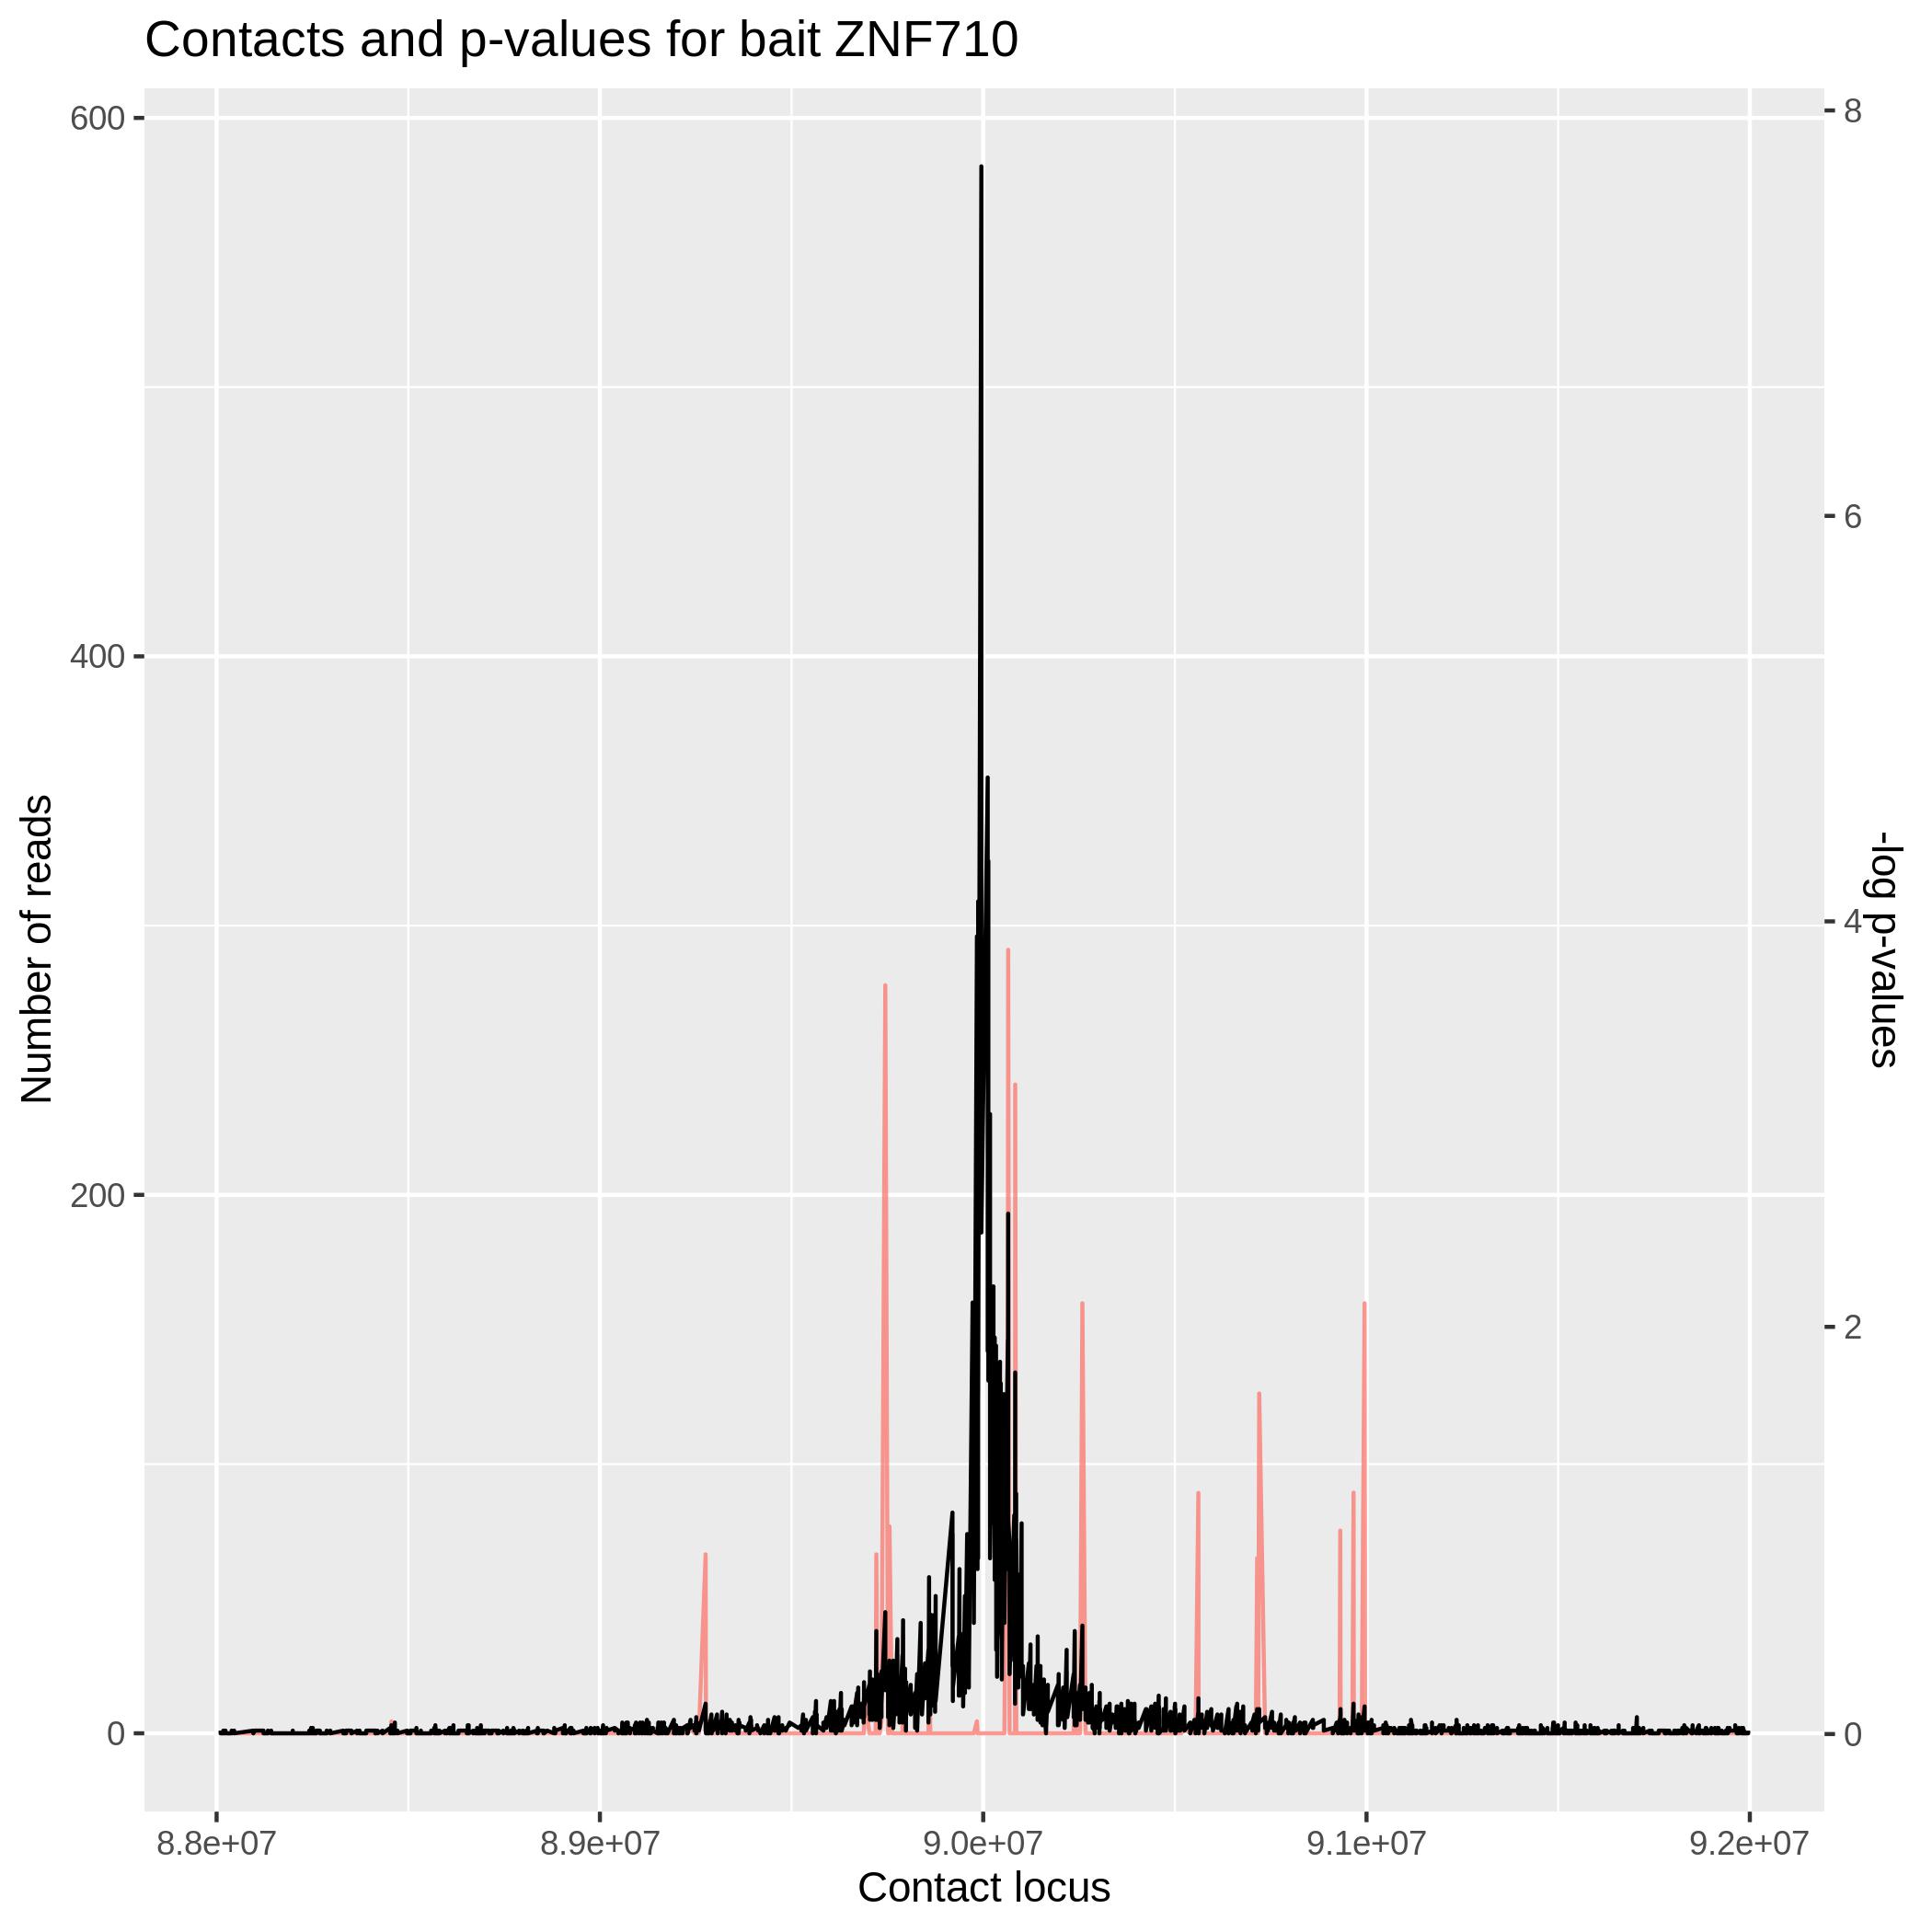 Contacts and p-values for bait ZNF710
600
400
200
0
Number of reads
8
6
4
2
0
-log p-values
8.8e+07
8.9e+07
9.0e+07
9.1e+07
9.2e+07
Contact locus